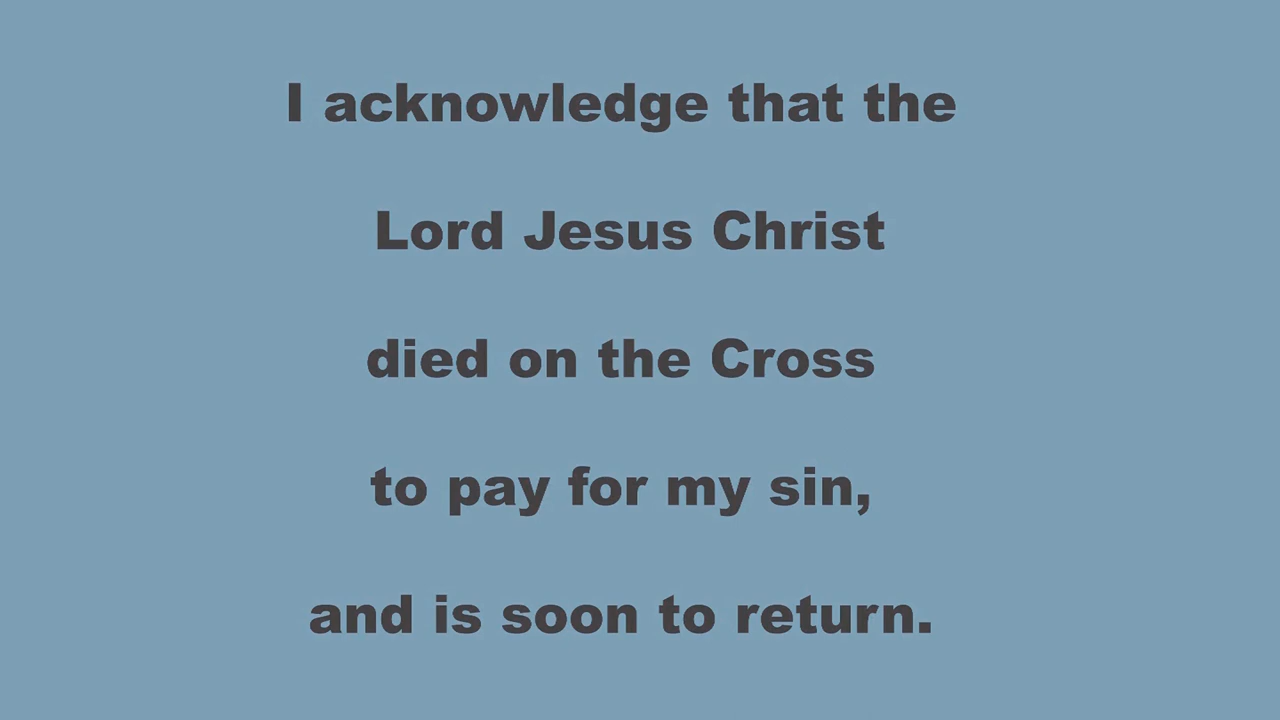 I acknowledge that the
Lord Jesus Christ
died on the Cross
to pay for my sin,
and is soon to return.